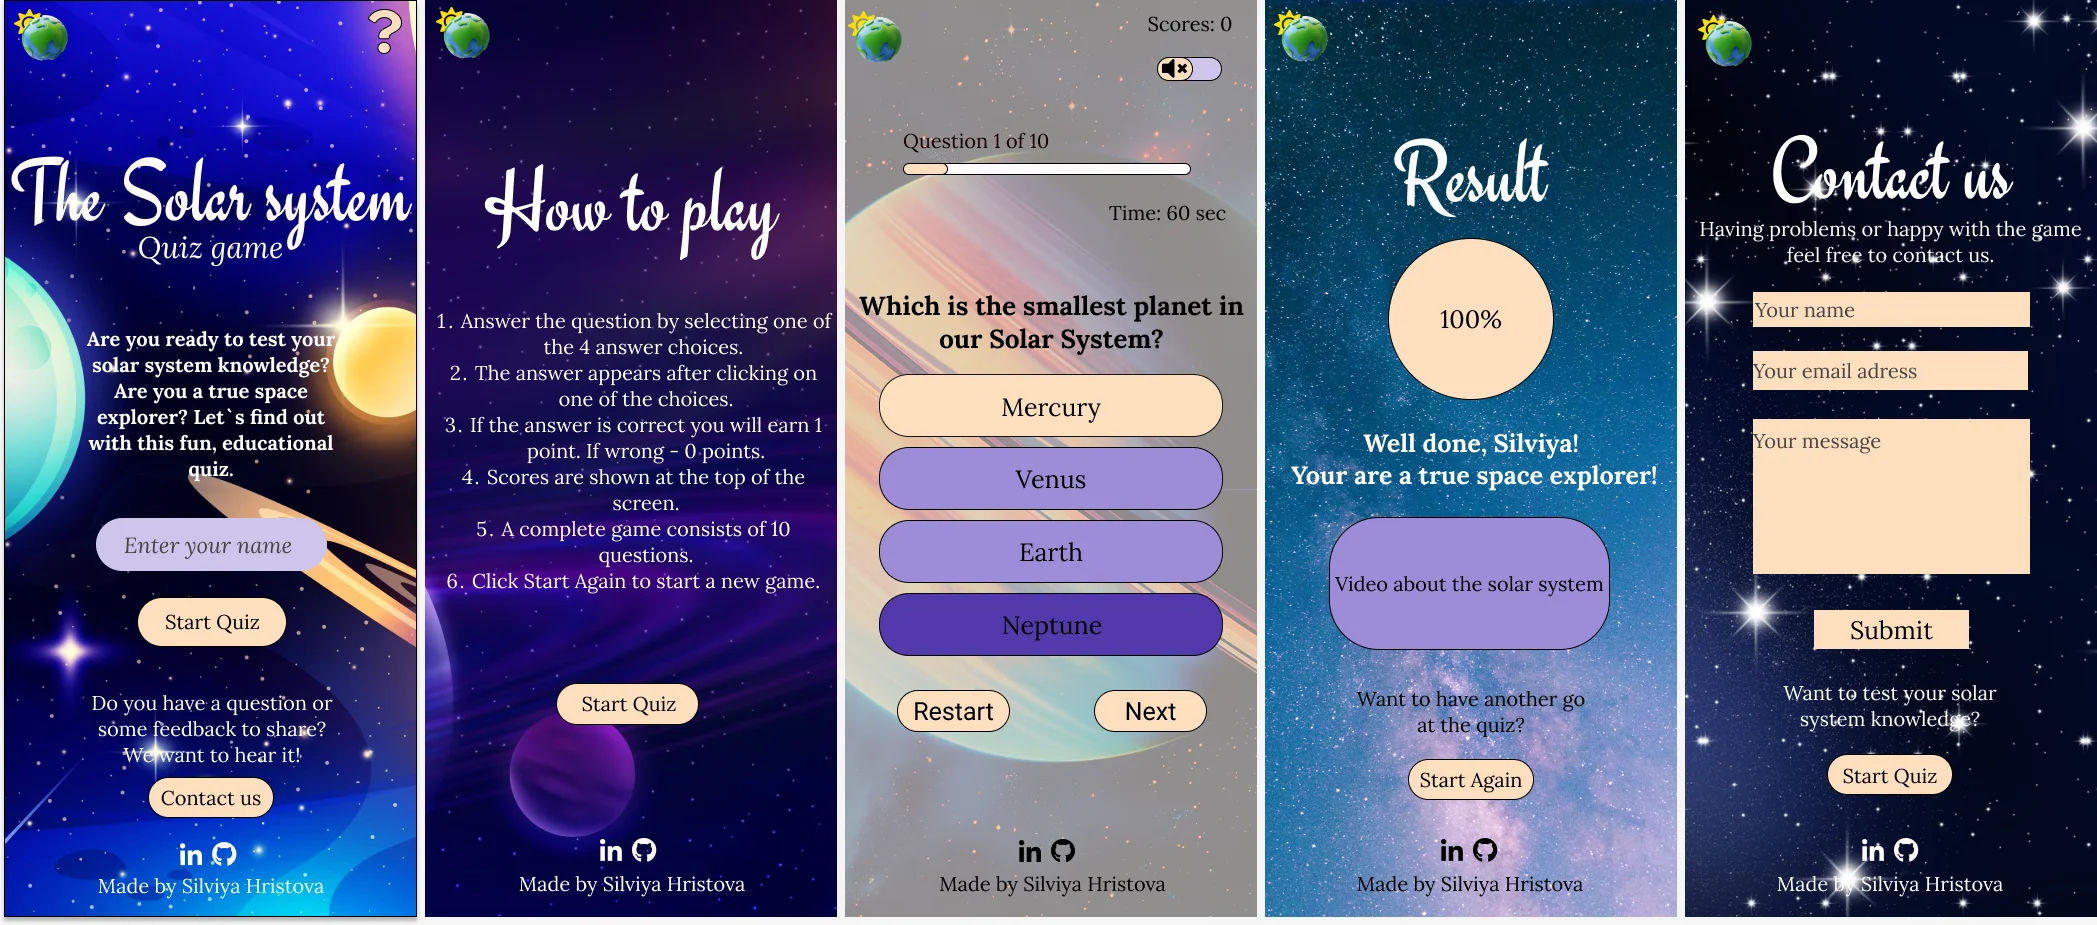 ?
The Solar system
Quiz game
Are you ready to test your
solar system knowledge?
Are you a true space
explorer? Let`s find out
with this fun, educational
quiz.
Enter your name
Start Quiz
Do you have a question or
some feedback to share?
We want to hear it!
Contact us
in
Made by Silviya Hristova
How to play
1. Answer the question by selecting one of
the 4 answer choices.
2. The answer appears after clicking on
one of the choices.
3. If the answer is correct you will earn 1
point. If wrong - 0 points.
4. Scores are shown at the top of the
screen.
5. A complete game consists of 10
questions.
6. Click Start Again to start a new game.
Start Quiz
in
Made by Silviya Hristova
Scores: 0
Question 1 of 10
Time: 60 sec
Which is the smallest planet in
our Solar System?
Mercury
Venus
Earth
Neptune
Restart
Next
in
Made by Silviya Hristova
Result
100%
Well done, Silviya!
Your are a true space explorer!
Video about the solar system
Want to have another go
at the quiz?
Start Again
in
Made by Silviya Hristova
Contact us
Having problems or happy with the game
feel free to contact us.
Your name
Your email adress
Your message
Submit
Want to test your solar
system knowledge?
Start Quiz
in
Made by Silviya Hristova